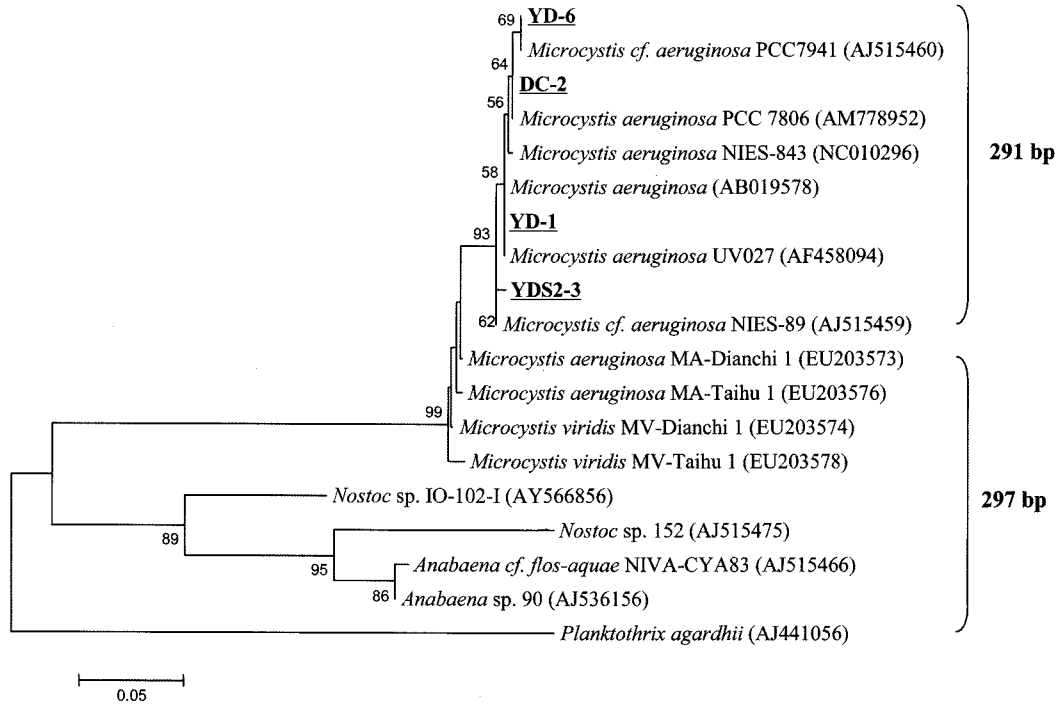 69 YD-6
Microcystis cf. aeruginosa PCC7941 (AJ515460)
64
DC-2
56
Microcystis aeruginosa PCC 7806 (AM778952)
Microcystis aeruginosa NIES-843 (NC010296)
291 bp
58
Microcystis aeruginosa (AB019578)
YD-1
93
Microcystis aeruginosa UV027 (AF458094)
YDS2-3
62 Microcystis cf. aeruginosa NIES-89 (AJ515459)
Microcystis aeruginosa MA-Dianchi 1 (EU203573)
Microcystis aeruginosa MA-Taihu 1 (EU203576)
99
Microcystis viridis MV-Dianchi 1 (EU203574)
Microcystis viridis MV-Taihu 1 (EU203578)
Nostoc sp. IO-102-I (AY566856)
297 bp
89
Nostoc sp. 152 (AJ515475)
95
Anabaena cf. flos-aquae NIVA-CYA83 (AJ515466)
86 Anabaena sp. 90 (AJ536156)
Planktothrix agardhii (AJ441056)
0.05